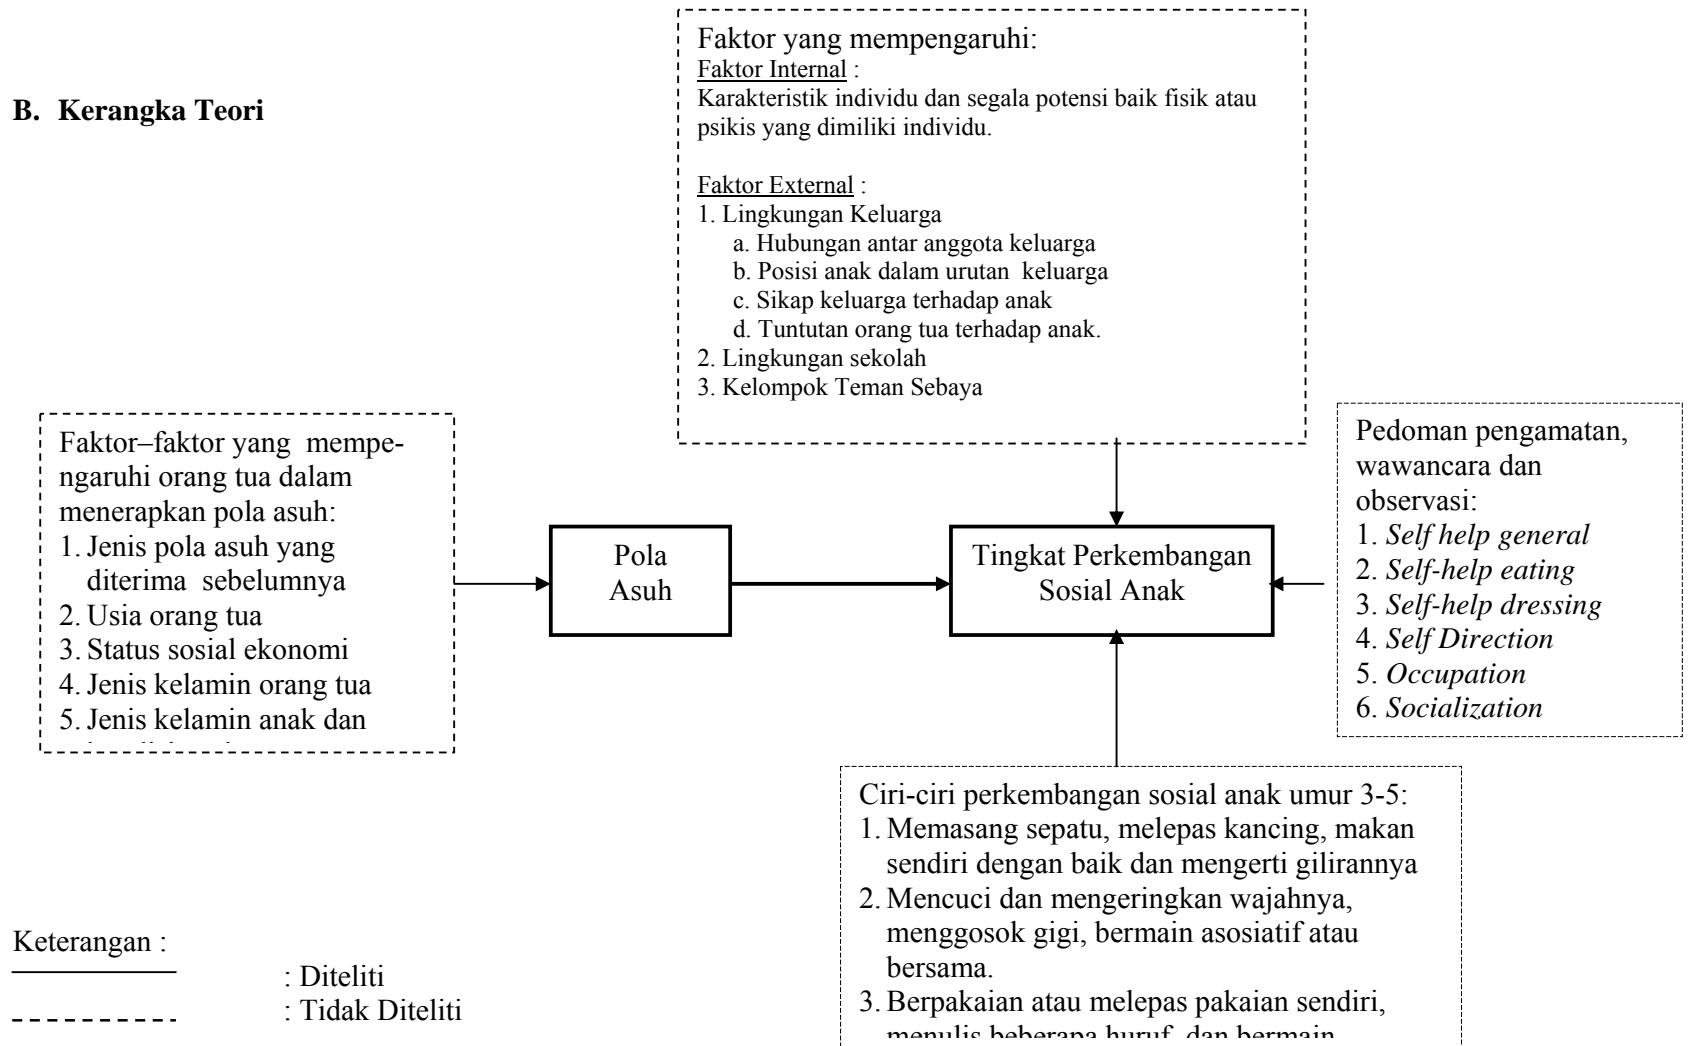 B. Kerangka Teori
Faktor yang mempengaruhi:
Faktor Internal :
Karakteristik individu dan segala potensi baik fisik atau
psikis yang dimiliki individu.
Faktor External :
1. Lingkungan Keluarga
a. Hubungan antar anggota keluarga
b. Posisi anak dalam urutan keluarga
c. Sikap keluarga terhadap anak
d. Tuntutan orang tua terhadap anak.
2. Lingkungan sekolah
3. Kelompok Teman Sebaya
Faktor–faktor yang mempe-
ngaruhi orang tua dalam
menerapkan pola asuh:
1. Jenis pola asuh yang
diterima sebelumnya
2. Usia orang tua
3. Status sosial ekonomi
4. Jenis kelamin orang tua
5. Jenis kelamin anak dan
Pola
Asuh
Tingkat Perkembangan
Sosial Anak
Pedoman pengamatan,
wawancara dan
observasi:
1. Self help general
2. Self-help eating
3. Self-help dressing
4. Self Direction
5. Occupation
6. Socialization
Ciri-ciri perkembangan sosial anak umur 3-5:
1. Memasang sepatu, melepas kancing, makan
sendiri dengan baik dan mengerti gilirannya
2. Mencuci dan mengeringkan wajahnya,
menggosok gigi, bermain asosiatif atau
bersama.
3. Berpakaian atau melepas pakaian sendiri,
menulis beberapa huruf, dan bermain
Keterangan :
: Diteliti
: Tidak Diteliti